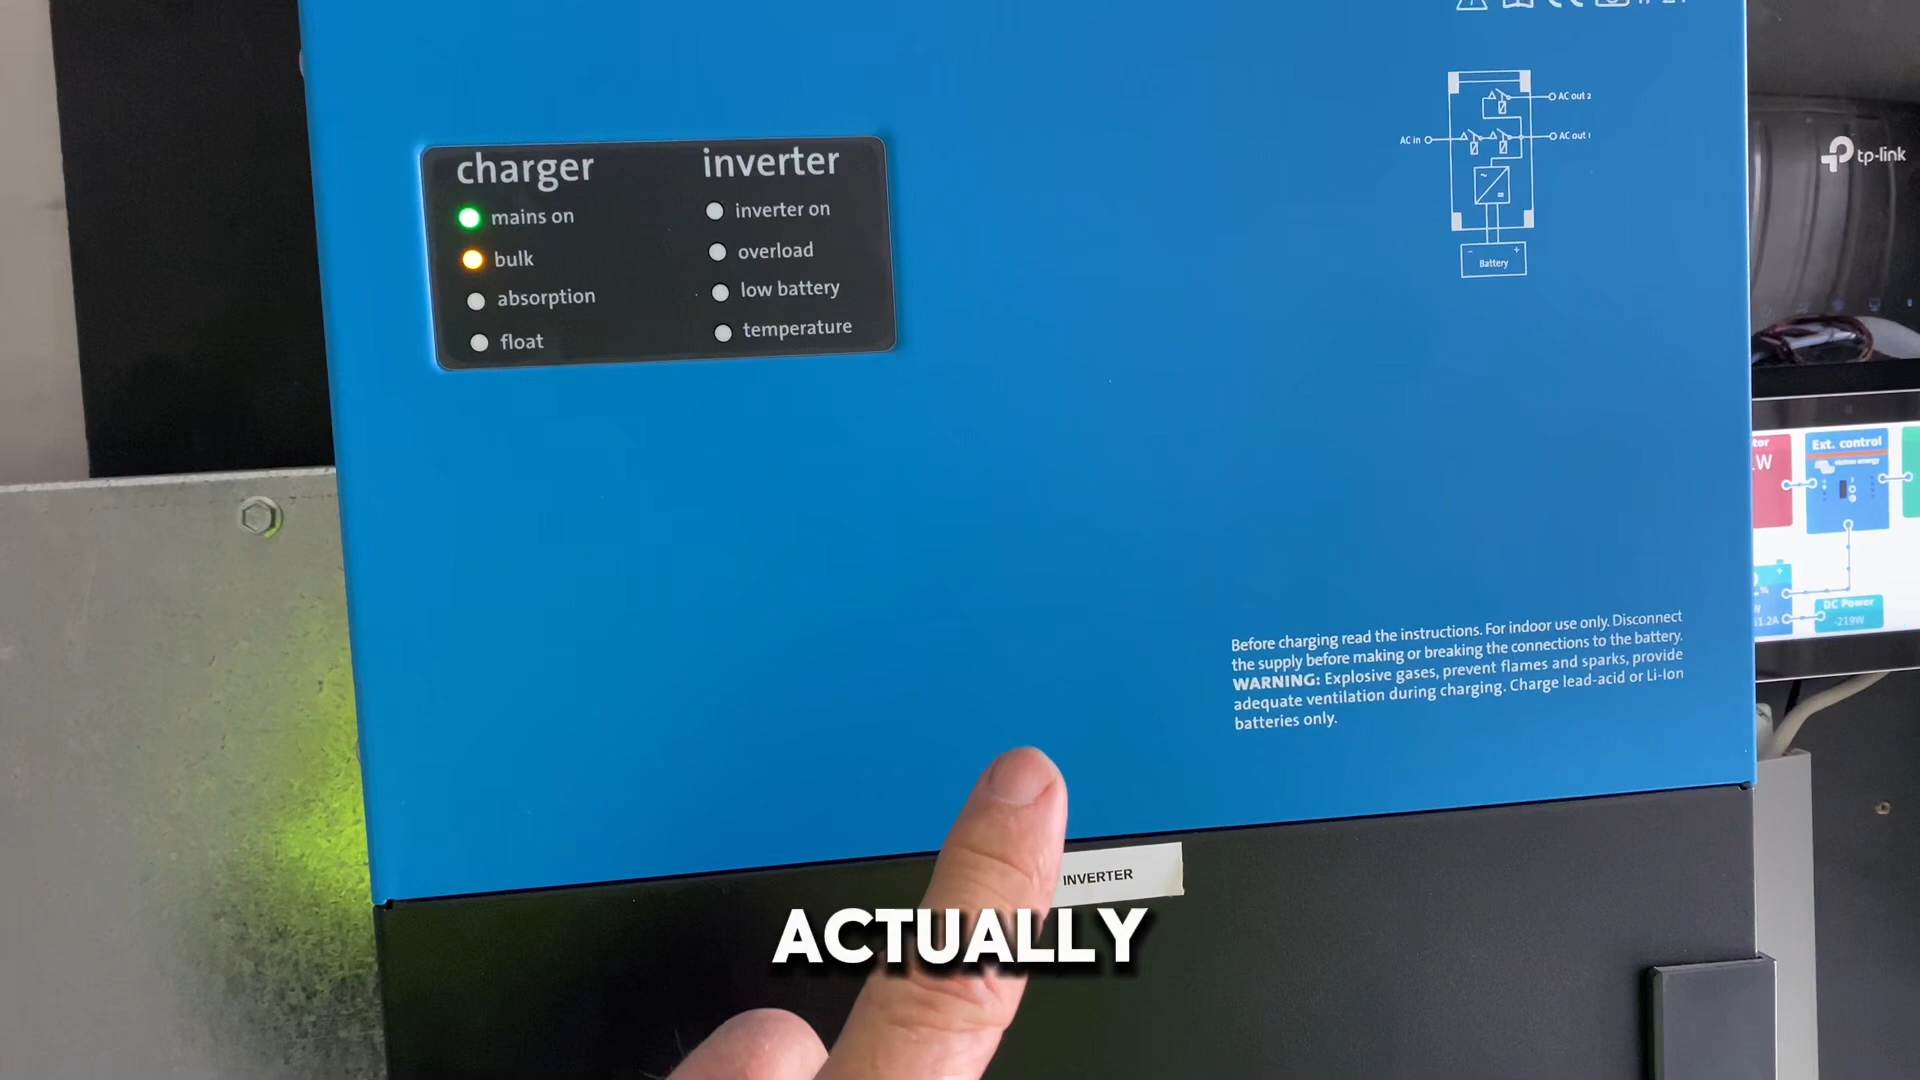 charger
mains on
bulk
absorption
float
inverter
inverter on
overload
low battery
temperature
AC out 2
AC in
AC out 1
Battery
tp-link
Ext. control
victron energy
W
DC Power
-219W
Before charging read the instructions. For indoor use only. Disconnect
the supply before making or breaking the connections to the battery.
WARNING: Explosive gases, prevent flames and sparks, provide
adequate ventilation during charging. Charge lead-acid or Li-Ion
batteries only.
INVERTER
ACTUALLY